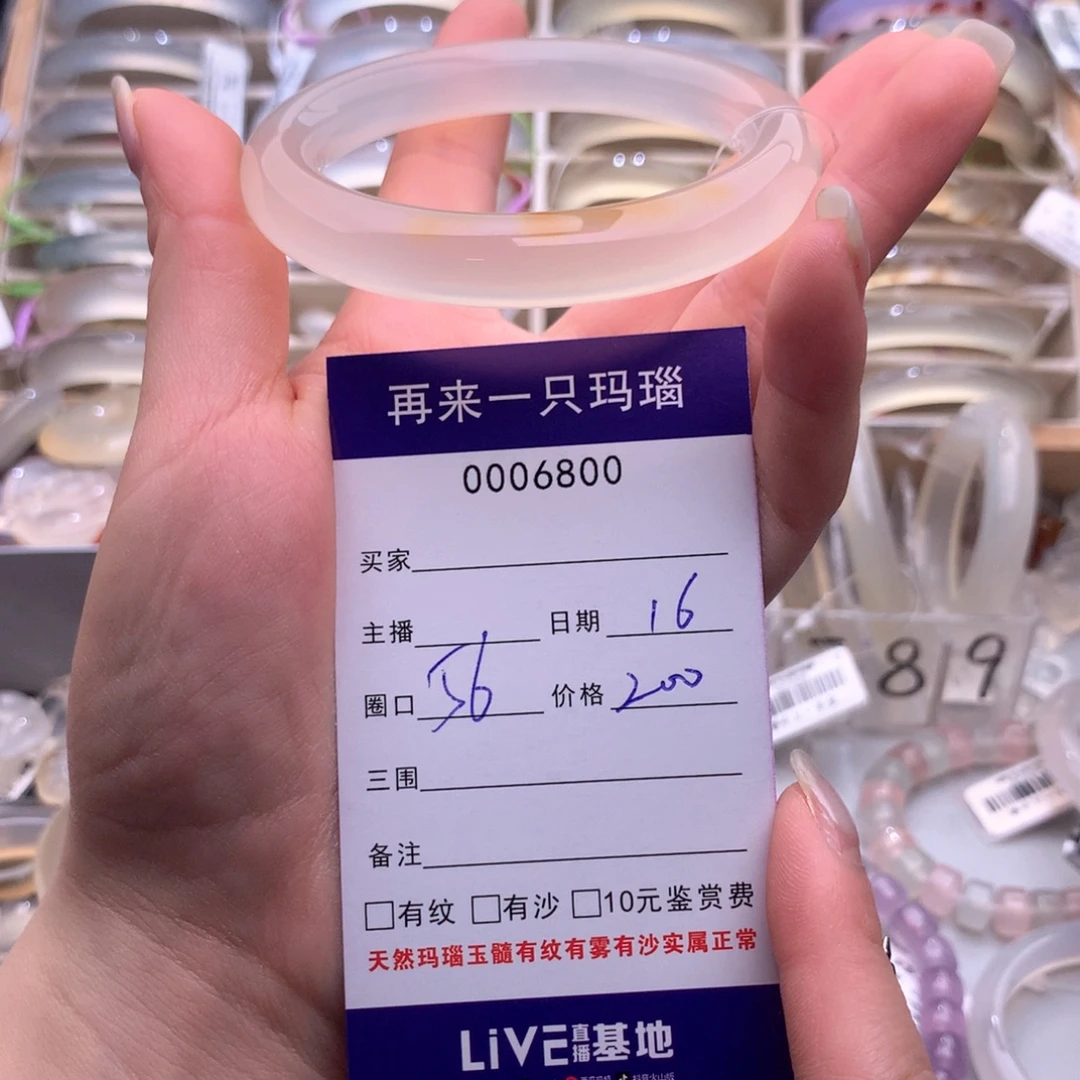 再来一只玛瑙
0006800
买家
主播 日期 16
圈口 56 价格 200
三围
备注
□有纹 □有沙 □10元鉴赏费
天然玛瑙玉髓有纹有雾有沙实属正常
LiVE直播基地
89